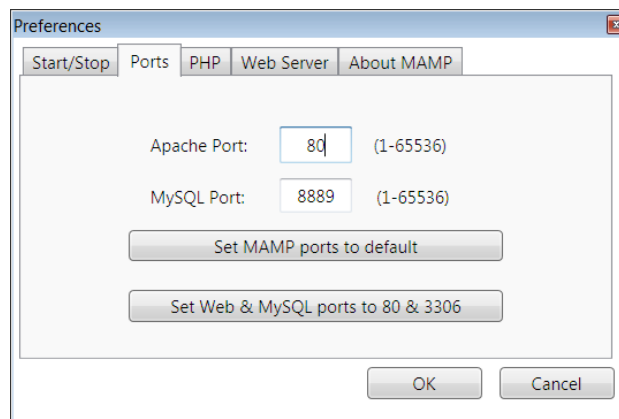 Preferences
Start/Stop Ports PHP Web Server About MAMP
Apache Port: 80 (1-65536)
MySQL Port: 8889 (1-65536)
Set MAMP ports to default
Set Web & MySQL ports to 80 & 3306
OK Cancel